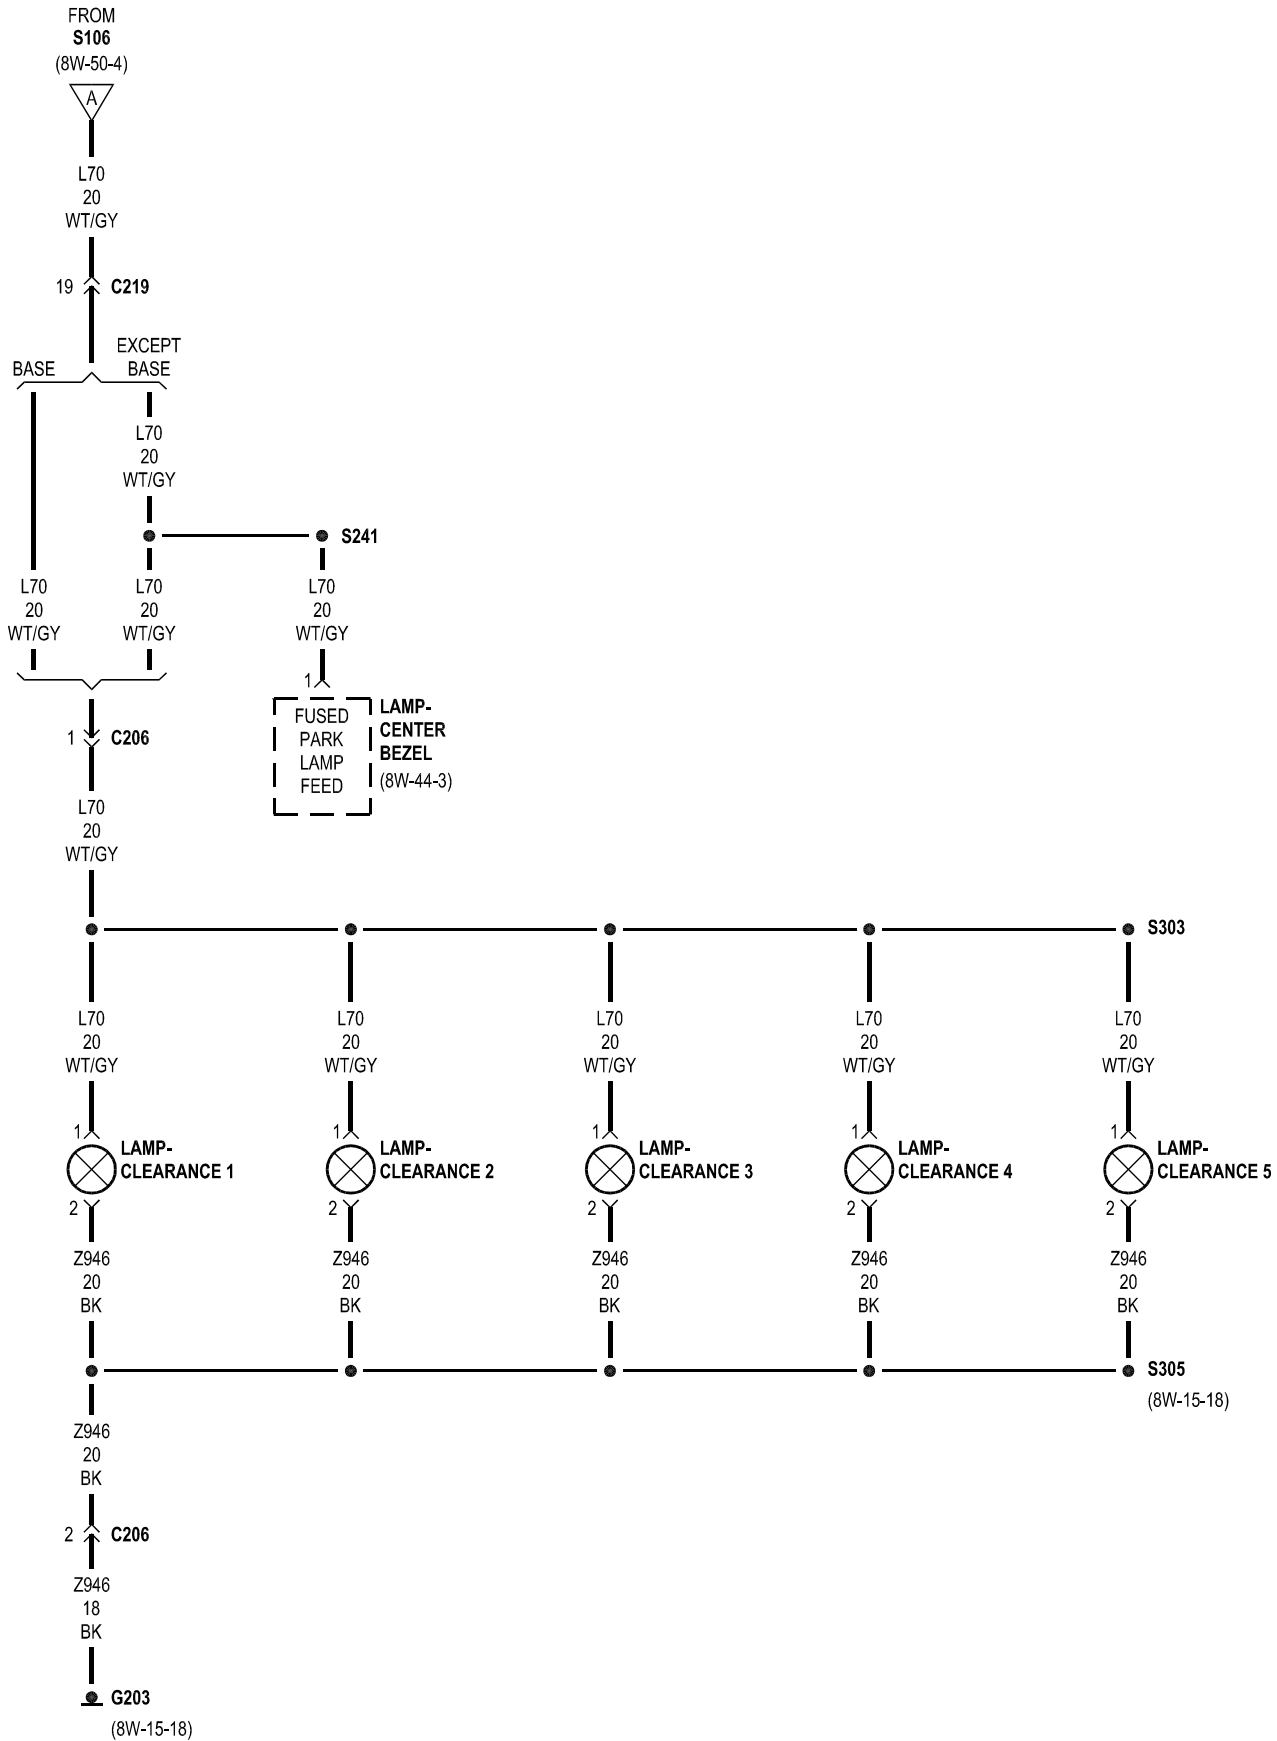 FROM
S106
(8W-50-4)
A
L70
20
WT/GY
19 C219
BASE
EXCEPT
BASE
L70
20
WT/GY
S241
L70 L70 L70
20 20 20
WT/GY WT/GY WT/GY
1
FUSED
PARK
LAMP
FEED
LAMP-
CENTER
BEZEL
(8W-44-3)
1 C206
L70
20
WT/GY
S303
L70 L70 L70 L70 L70
20 20 20 20 20
WT/GY WT/GY WT/GY WT/GY WT/GY
1 1 1 1 1
LAMP- LAMP- LAMP- LAMP- LAMP-
CLEARANCE 1 CLEARANCE 2 CLEARANCE 3 CLEARANCE 4 CLEARANCE 5
2 2 2 2 2
Z946 Z946 Z946 Z946 Z946
20 20 20 20 20
BK BK BK BK BK
S305
(8W-15-18)
Z946
20
BK
2 C206
Z946
18
BK
G203
(8W-15-18)